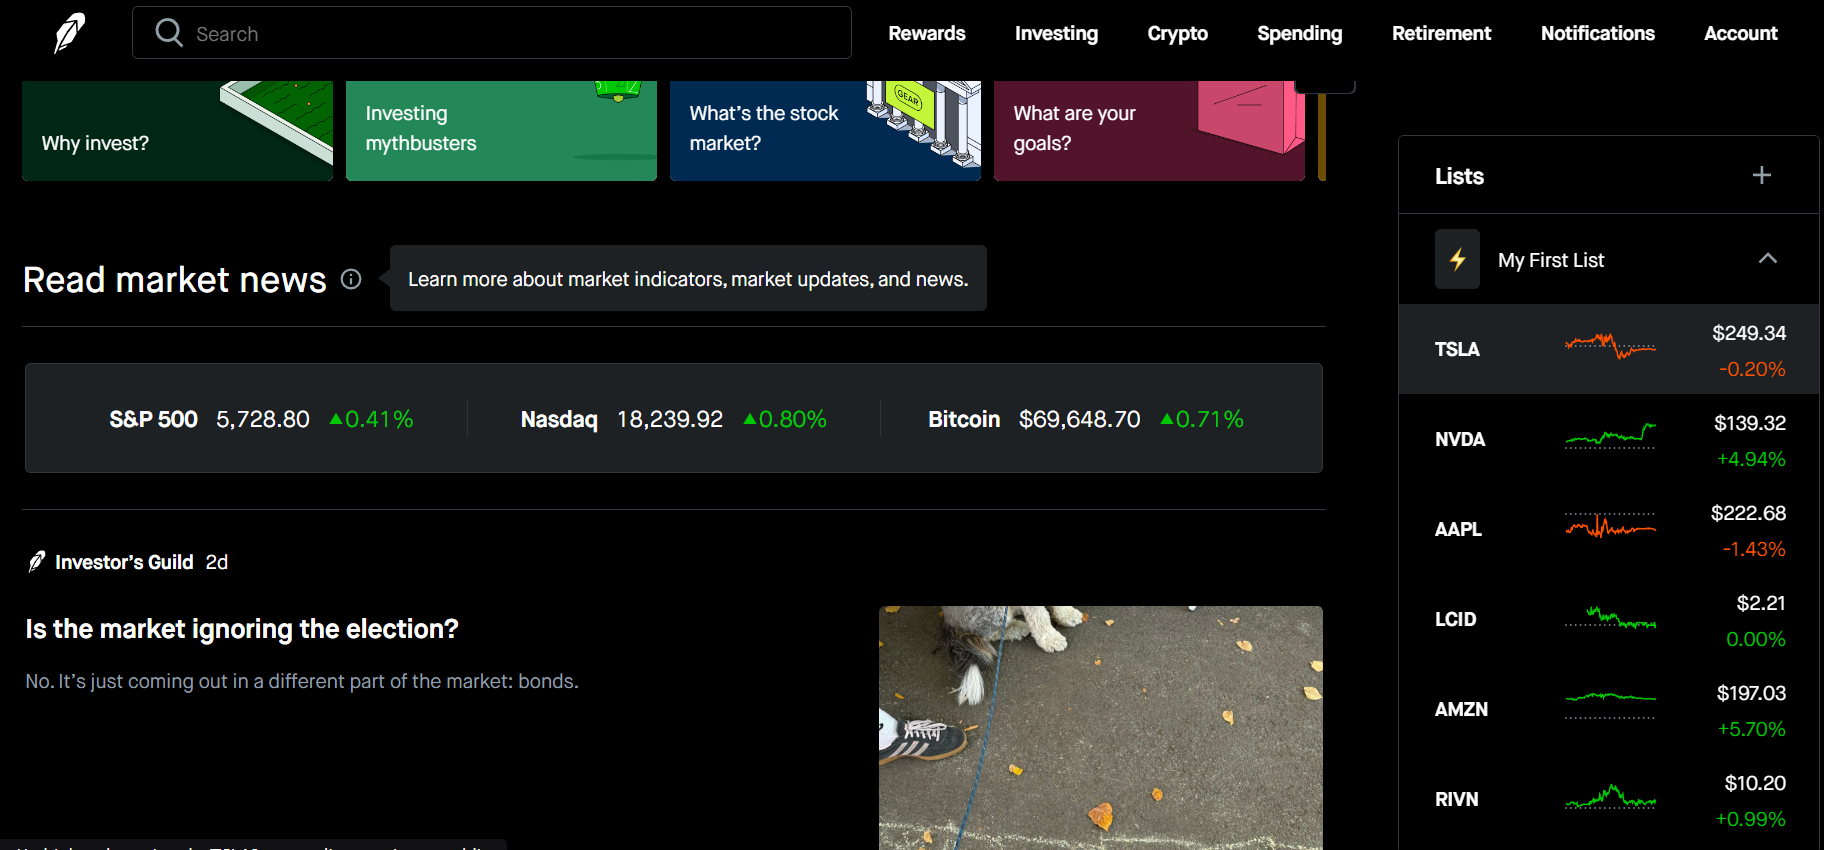 Search
Rewards
Investing
Crypto
Spending
Retirement
Notifications
Account
Why invest?
Investing
mythbusters
What's the stock
market?
GEAR
What are your
goals?
Read market news
Learn more about market indicators, market updates, and news.
S&P 500 5,728.80 ▲0.41%
Nasdaq 18,239.92 ▲0.80%
Bitcoin $69,648.70 ▲0.71%
Investor's Guild 2d
Is the market ignoring the election?
No. It's just coming out in a different part of the market: bonds.
Lists
My First List
TSLA
$249.34
-0.20%
NVDA
$139.32
+4.94%
AAPL
$222.68
-1.43%
LCID
$2.21
0.00%
AMZN
$197.03
+5.70%
RIVN
$10.20
+0.99%